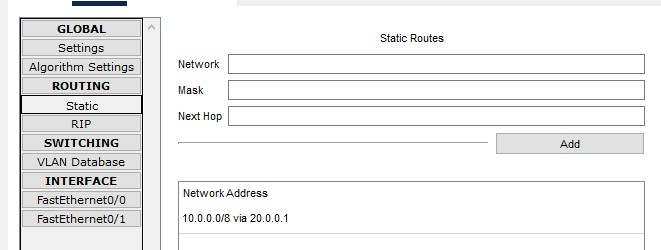 GLOBAL
Settings
Algorithm Settings
ROUTING
Static
RIP
SWITCHING
VLAN Database
INTERFACE
FastEthernet0/0
FastEthernet0/1
Static Routes
Network
Mask
Next Hop
Add
Network Address
10.0.0.0/8 via 20.0.0.1